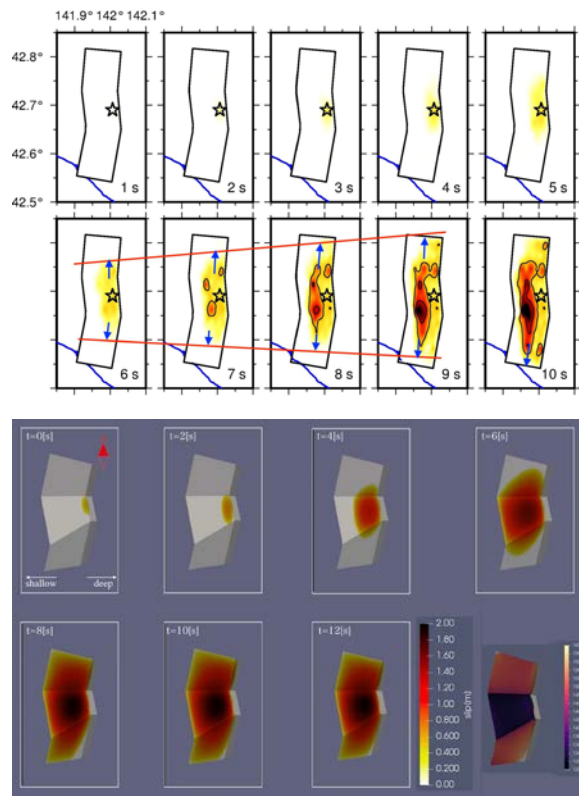 141.9° 142° 142.1°
42.8°
42.7°
42.6°
42.5°
1 s
2 s
3 s
4 s
5 s
6 s
7 s
8 s
9 s
10 s
t=0[s]
t=2[s]
t=4[s]
t=6[s]
shallow
deep
t=8[s]
t=10[s]
t=12[s]
2.00
1.80
1.60
1.40
1.20
1.00
0.800
0.600
0.400
0.200
0.00
slip(m)